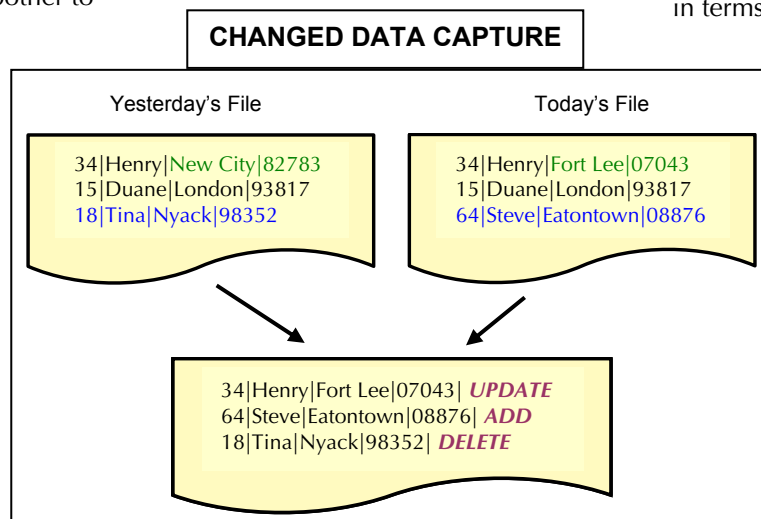 other to
in terms
CHANGED DATA CAPTURE
Yesterday's File
Today's File
34|Henry|New City|82783
15|Duane|London|93817
18|Tina|Nyack|98352
34|Henry|Fort Lee|07043
15|Duane|London|93817
64|Steve|Eatontown|08876
34|Henry|Fort Lee|07043| UPDATE
64|Steve|Eatontown|08876| ADD
18|Tina|Nyack|98352| DELETE